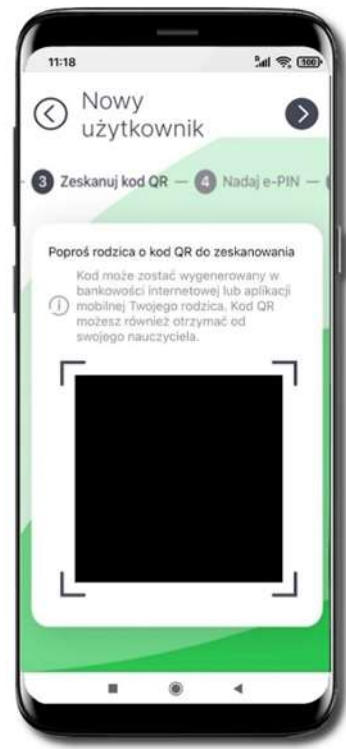 11:18
100
Nowy
użytkownik
3 Zeskanuj kod QR — 4 Nadaj e-PIN —
Poproś rodzica o kod QR do zeskanowania
Kod może zostać wygenerowany w
bankowości internetowej lub aplikacji
mobilnej Twojego rodzica. Kod QR
możesz również otrzymać od
swojego nauczyciela.